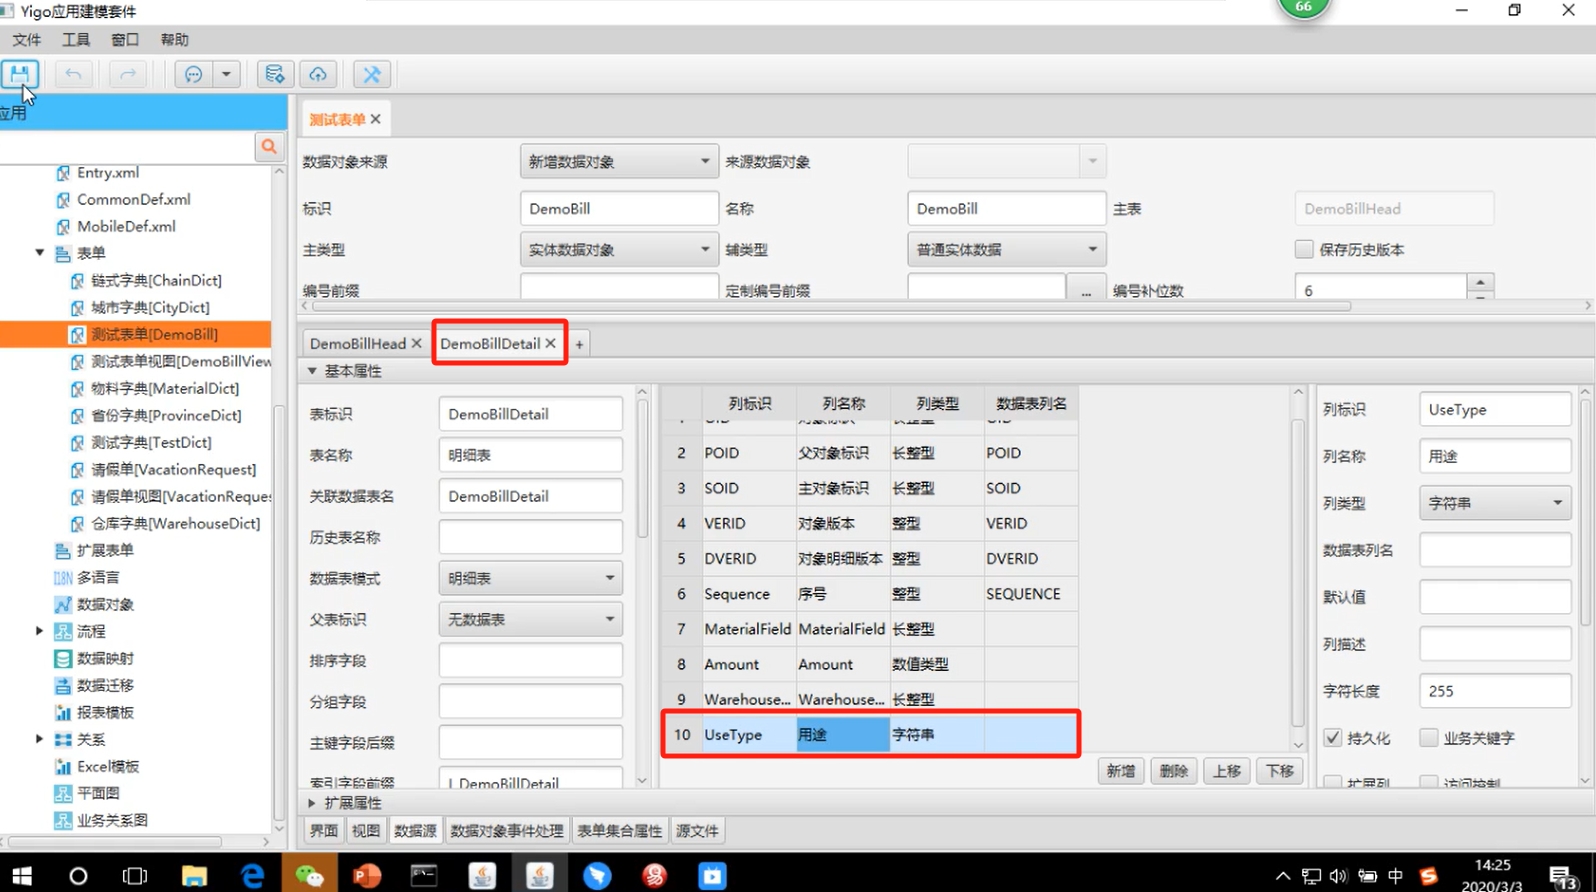 Yigo应用建模套件
66
文件 工具 窗口 帮助
应用
Entry.xml
CommonDef.xml
MobileDef.xml
表单
链式字典[ChainDict]
城市字典[CityDict]
测试表单[DemoBill]
测试表单视图[DemoBillView
物料字典[MaterialDict]
省份字典[ProvinceDict]
测试字典[TestDict]
请假单[VacationRequest]
请假单视图[VacationReque
仓库字典[WarehouseDict]
扩展表单
I18N 多语言
数据对象
流程
数据映射
数据迁移
报表模板
关系
Excel模板
平面图
业务关系图
测试表单
数据对象来源 新增数据对象 来源数据对象
标识 DemoBill 名称 DemoBill 主表 DemoBillHead
主类型 实体数据对象 辅类型 普通实体数据 保存历史版本
编号前缀 定制编号前缀 ... 编号补位数 6
DemoBillHead DemoBillDetail +
基本属性
表标识 DemoBillDetail
表名称 明细表
关联数据表名 DemoBillDetail
历史表名称
数据表模式 明细表
父表标识 无数据表
排序字段
分组字段
主键字段后缀
索引字段前缀 I_DemoBillDetail
列标识 列名称 列类型 数据表列名
1 OID 对象标识 长整型 OID
2 POID 父对象标识 长整型 POID
3 SOID 主对象标识 长整型 SOID
4 VERID 对象版本 整型 VERID
5 DVERID 对象明细版本 整型 DVERID
6 Sequence 序号 整型 SEQUENCE
7 MaterialField MaterialField 长整型
8 Amount Amount 数值类型
9 Warehouse... Warehouse... 长整型
10 UseType 用途 字符串
新增 删除 上移 下移
列标识 UseType
列名称 用途
列类型 字符串
数据表列名
默认值
列描述
字符长度 255
持久化 业务关键字
扩展列 访问控制
扩展属性
界面 视图 数据源 数据对象事件处理 表单集合属性 源文件
中
14:25
2020/3/3
13